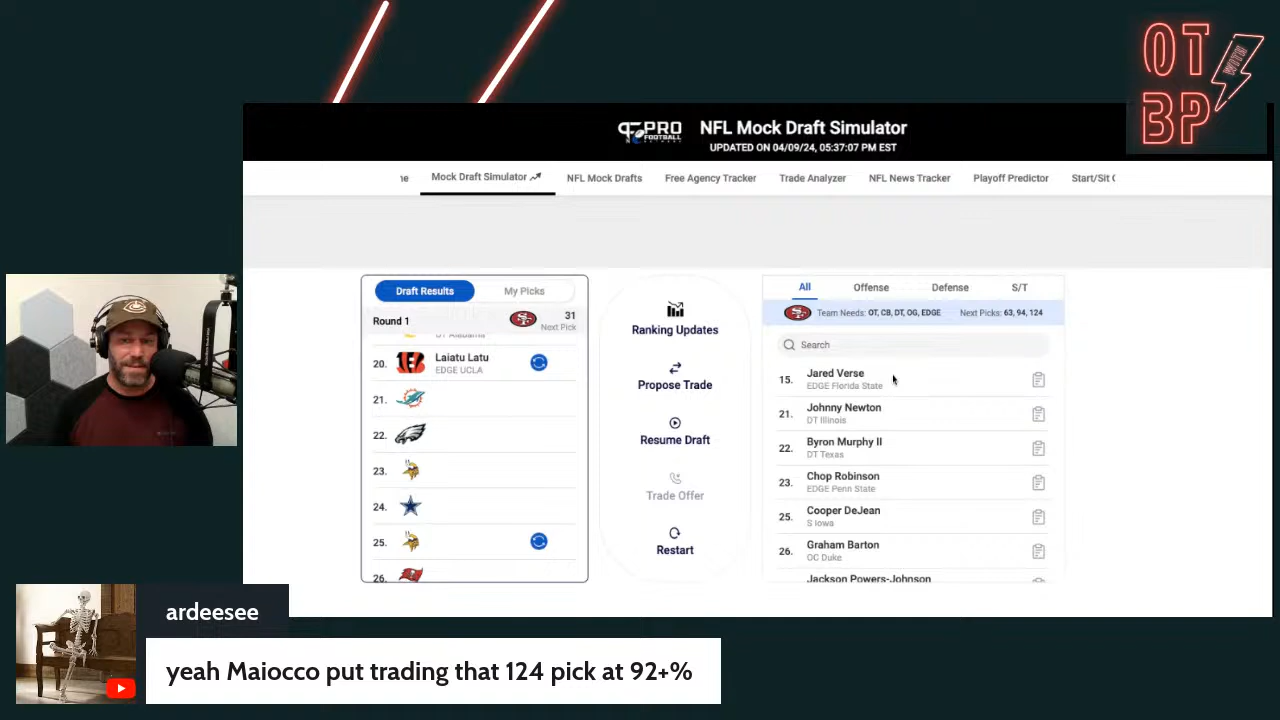 OT
WITH
BP
PRO
FOOTBALL
NETWORK
NFL Mock Draft Simulator
UPDATED ON 04/09/24, 05:37:07 PM EST
ne
Mock Draft Simulator
NFL Mock Drafts
Free Agency Tracker
Trade Analyzer
NFL News Tracker
Playoff Predictor
Start/Sit
Draft Results
My Picks
Round 1
31
Next Pick
DT Alabama
20.
Laiatu Latu
EDGE UCLA
21.
22.
23.
24.
25.
26.
Ranking Updates
Propose Trade
Resume Draft
Trade Offer
Restart
All
Offense
Defense
S/T
Team Needs: OT, CB, DT, OG, EDGE
Next Picks: 63, 94, 124
Search
15.
Jared Verse
EDGE Florida State
21.
Johnny Newton
DT Illinois
22.
Byron Murphy II
DT Texas
23.
Chop Robinson
EDGE Penn State
25.
Cooper DeJean
S Iowa
26.
Graham Barton
OC Duke
Jackson Powers-Johnson
ardeesee
yeah Maiocco put trading that 124 pick at 92+%